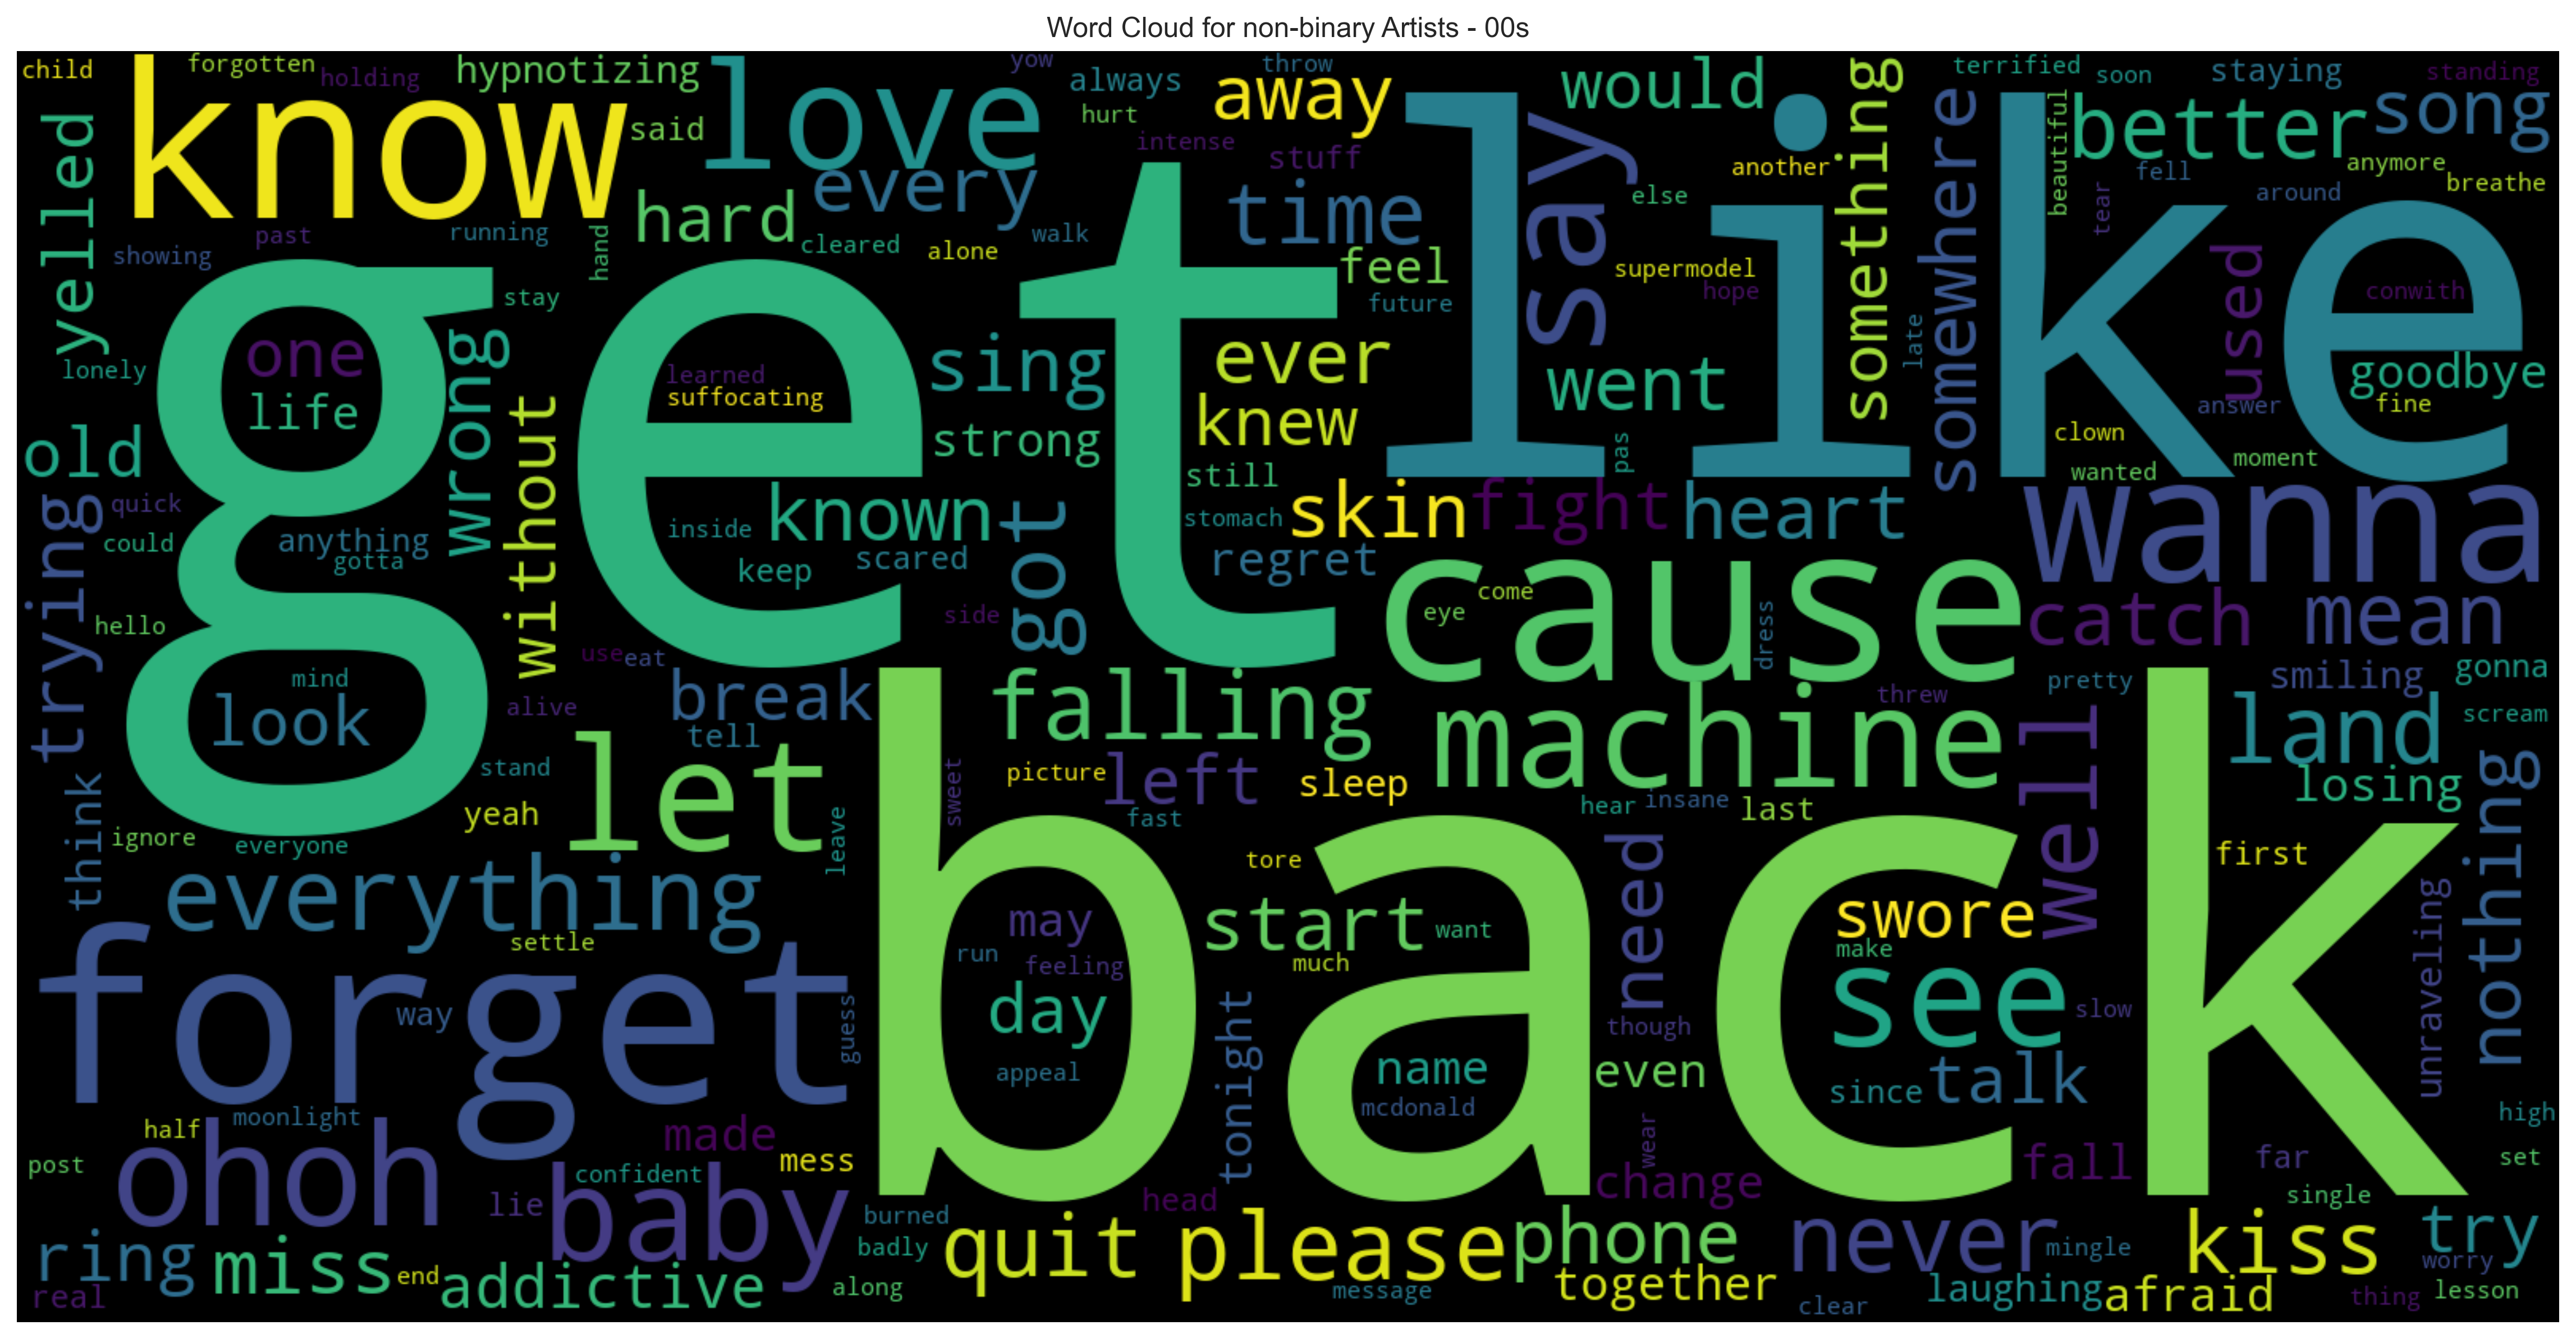 Word Cloud for non-binary Artists - 00s
child
forgotten
holding
hypnotizing
know
love
yow
always
throw
away
would
something
terrified
soon
staying
standing
said
hurt
intense
stuff
like
say
another
somewhere
beautiful
better
song
anymore
breathe
yelled
every
hard
time
else
tear
fell
around
past
running
hand
cleared
alone
walk
showing
get
stay
feel
future
supermodel
hope
late
used
conwith
lonely
one
life
wrong
without
learned
suffocating
sing
strong
ever
knew
went
pas
answer
goodbye
fine
clown
wanted
moment
old
trying
quick
could
anything
gotta
inside
known
keep
scared
got
still
stomach
regret
skin
fight
heart
wanna
hello
mind
look
use
eat
side
cause
eye
come
dress
catch
mean
alive
break
tell
falling
machine
threw
pretty
smiling
gonna
land
scream
losing
well
nothing
stand
think
yeah
let
leave
sweet
picture
left
fast
sleep
hear
insane
last
ignore
everyone
everything
tore
back
need
first
settle
forget
way
guess
may
run
feeling
day
appeal
start
want
much
tonight
name
mcdonald
though
even
swore
make
see
slow
since
talk
unraveling
half
moonlight
ohoh
post
made
confident
mess
lie
baby
head
burned
badly
wear
change
fall
far
single
high
set
ring
real
miss
end
addictive
along
quit
please
message
phone
together
never
clear
mingle
laughing
afraid
kiss
try
worry
thing
lesson